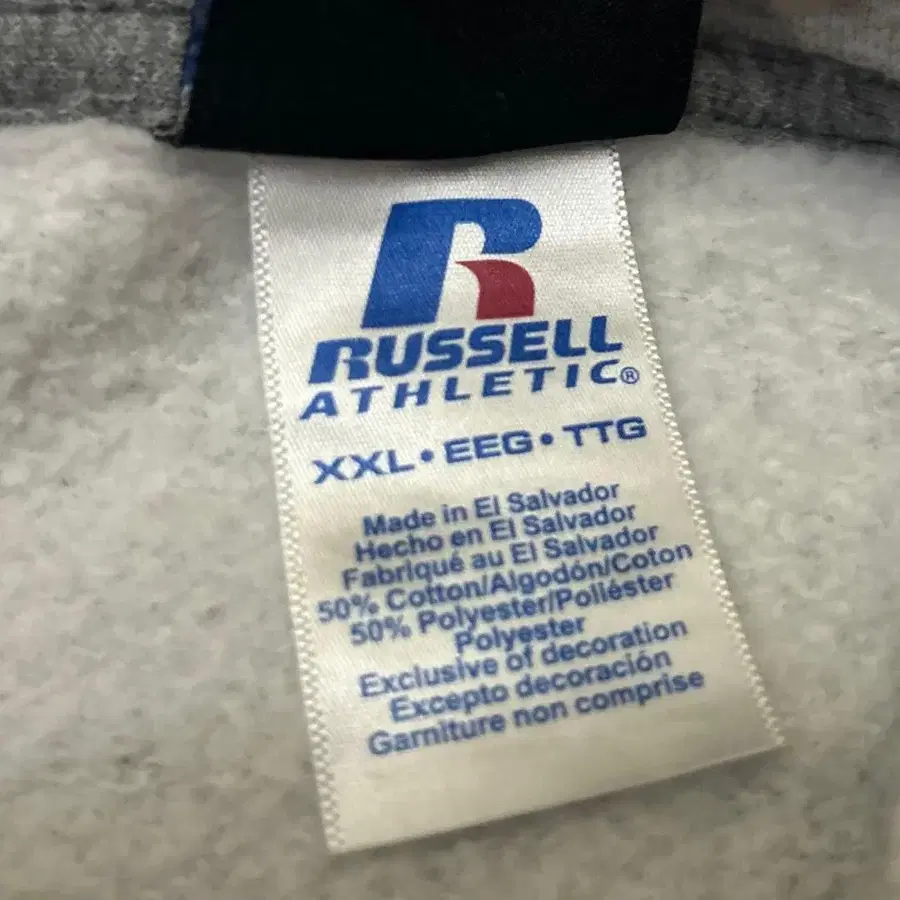 R
RUSSELL
ATHLETIC®
XXL • EEG • TTG
Made in El Salvador
Hecho en El Salvador
Fabriqué au El Salvador
50% Cotton/Algodón/Coton
50% Polyester/Poliéster
Polyester
Exclusive of decoration
Excepto decoración
Garniture non comprise